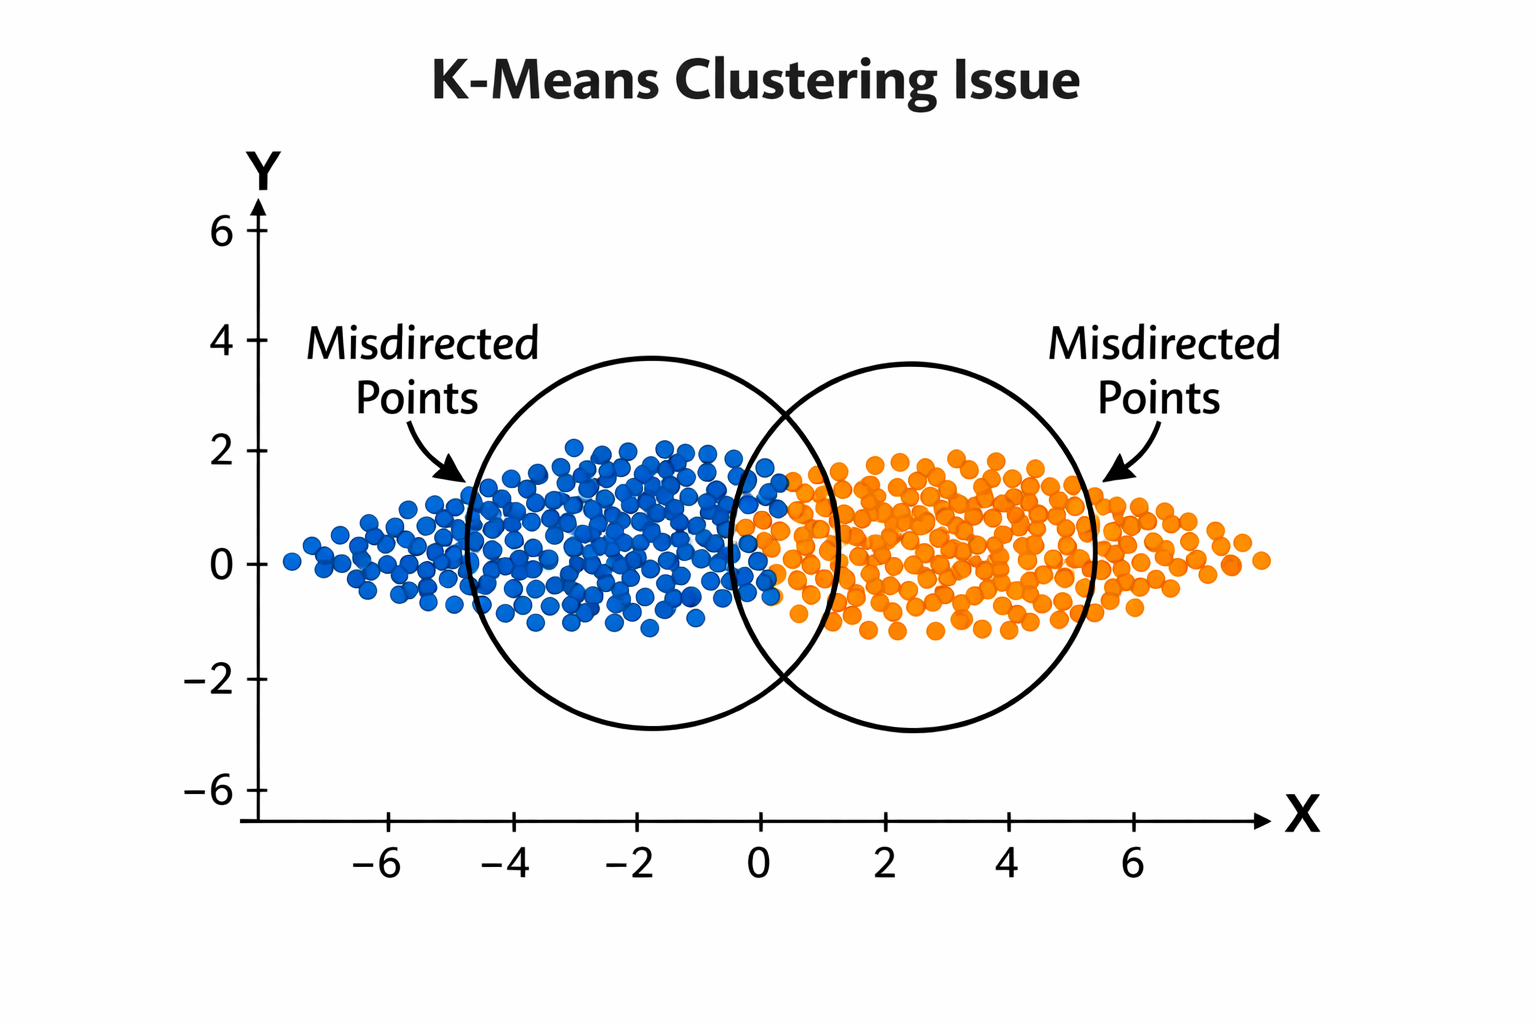 K-Means Clustering Issue
Y
6
4
2
0
−2
−6
Misdirected
Points
Misdirected
Points
−6 −4 −2 0 2 4 6
X